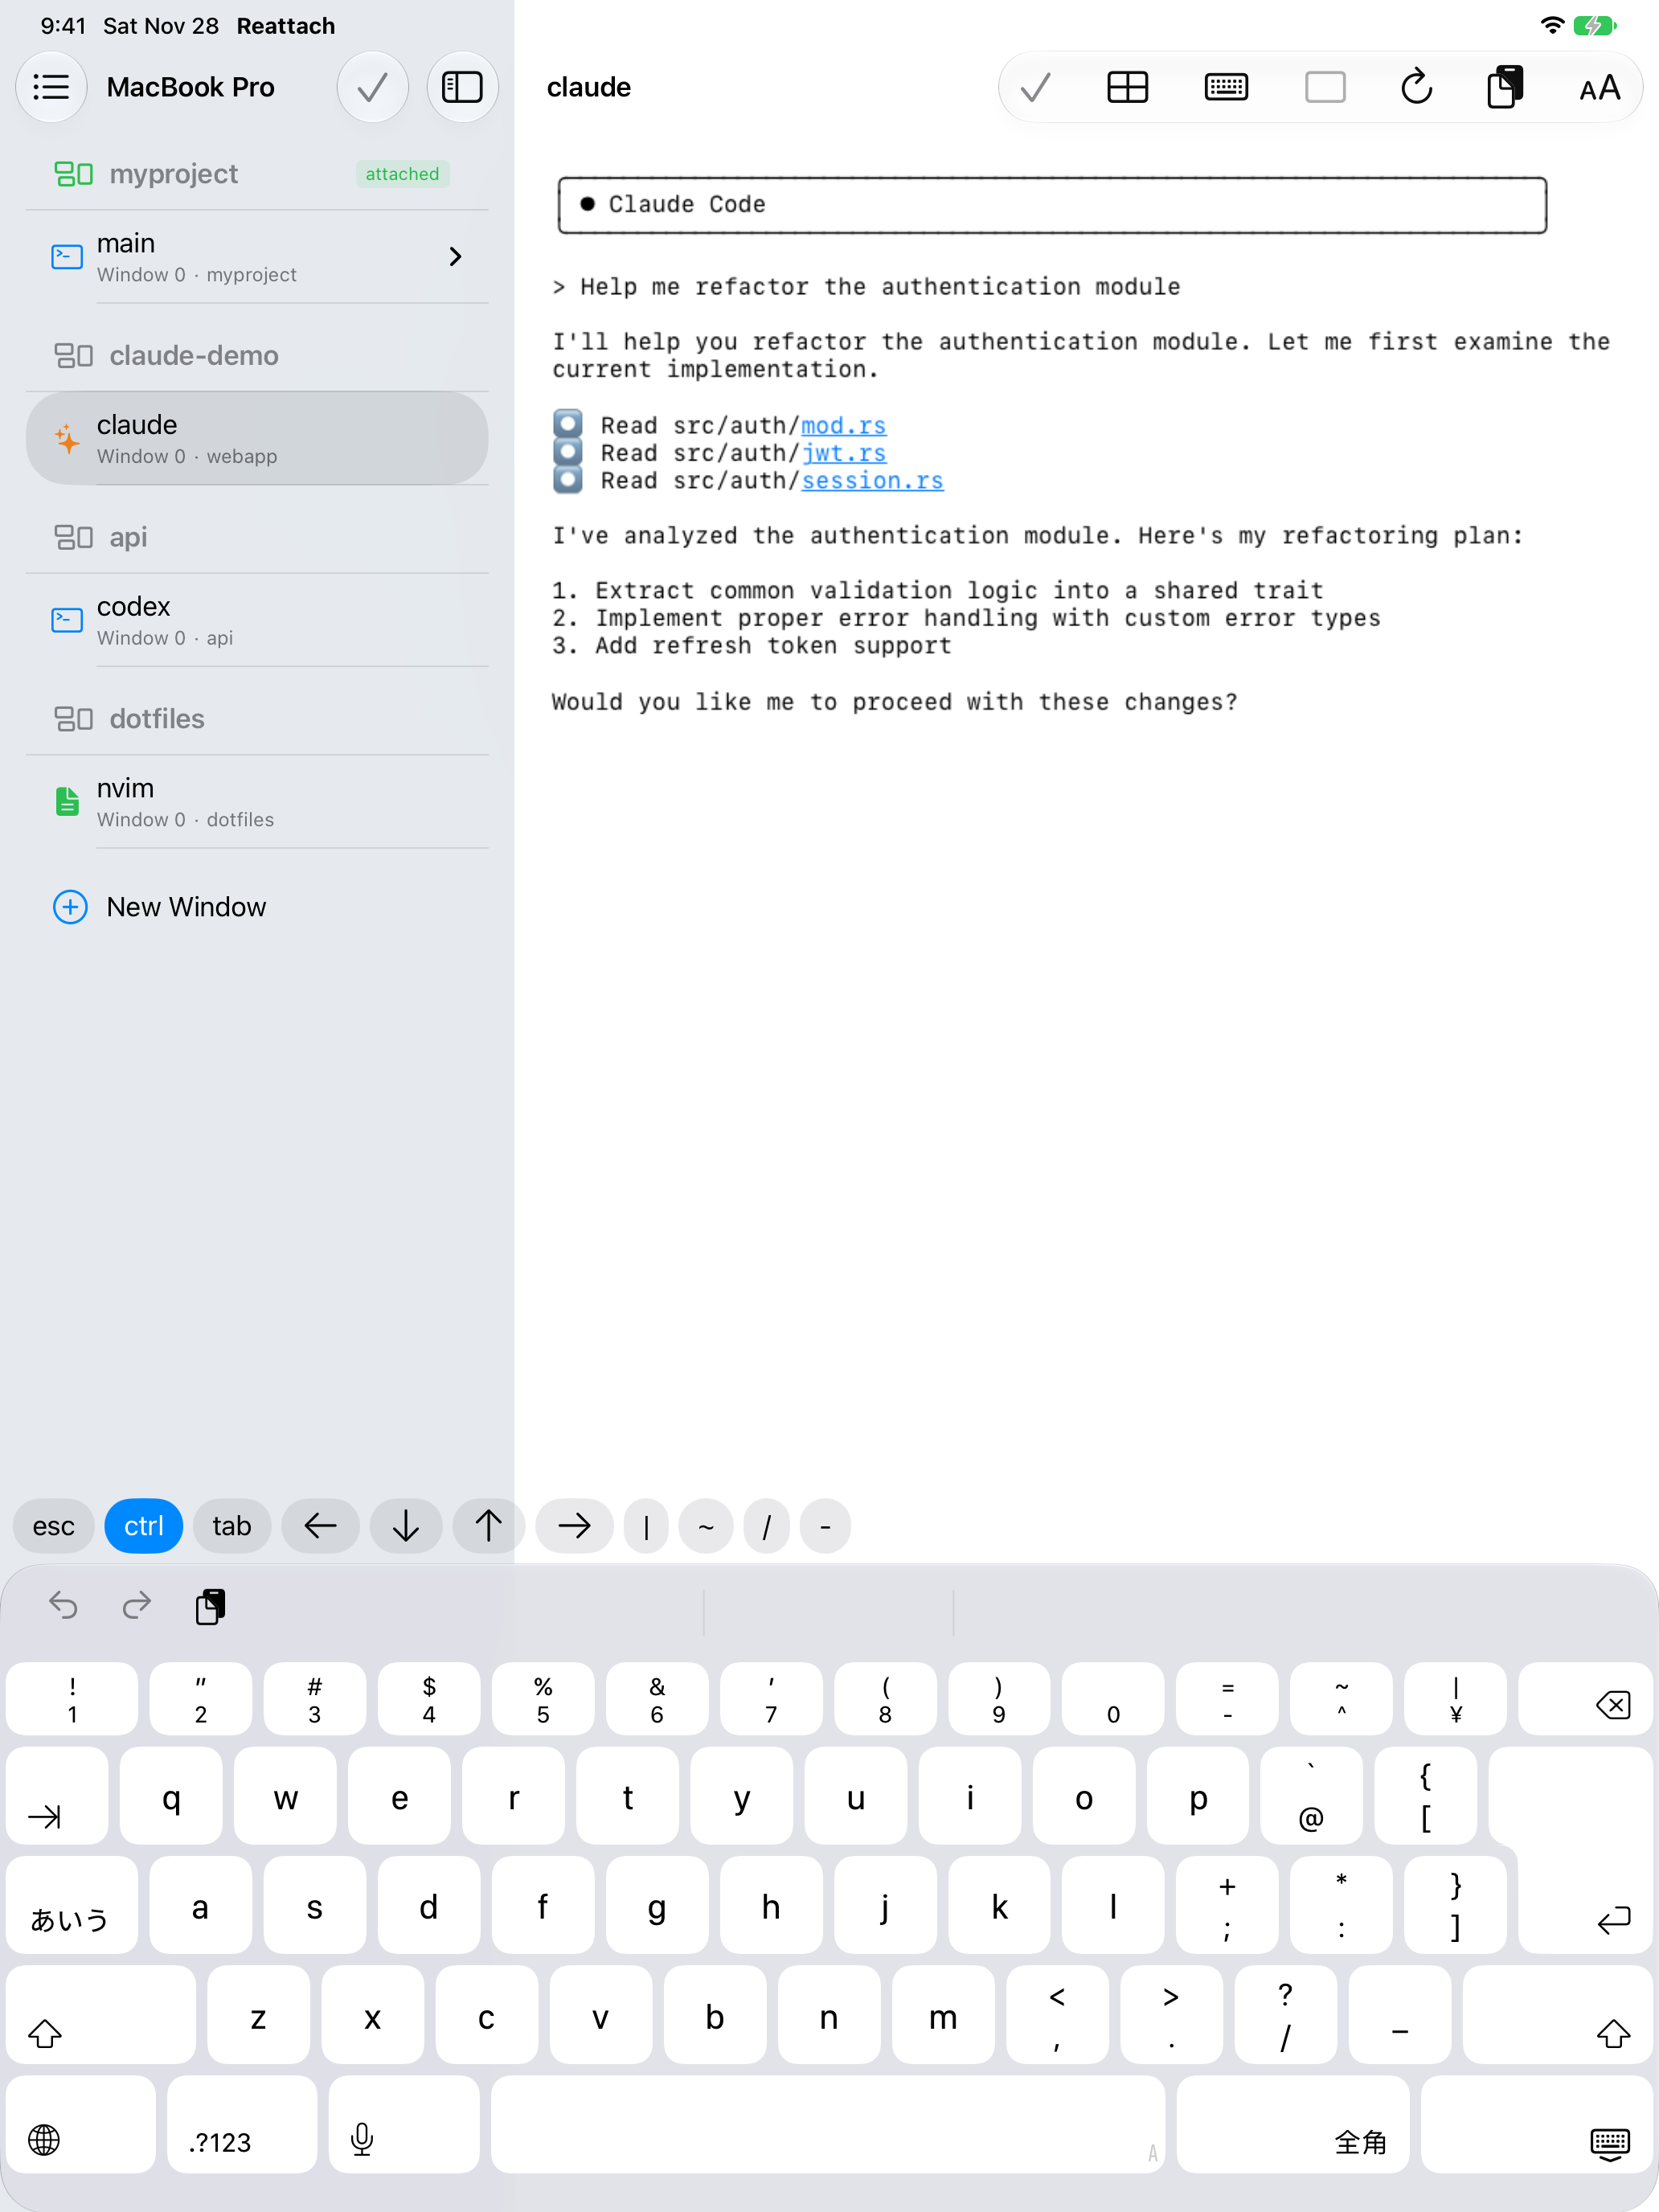 9:41 Sat Nov 28 Reattach
MacBook Pro
myproject attached
main
Window 0 · myproject
claude-demo
claude
Window 0 · webapp
api
codex
Window 0 · api
dotfiles
nvim
Window 0 · dotfiles
New Window
claude
AA
● Claude Code
> Help me refactor the authentication module
I'll help you refactor the authentication module. Let me first examine the
current implementation.
⏺ Read src/auth/mod.rs
⏺ Read src/auth/jwt.rs
⏺ Read src/auth/session.rs
I've analyzed the authentication module. Here's my refactoring plan:
1. Extract common validation logic into a shared trait
2. Implement proper error handling with custom error types
3. Add refresh token support
Would you like me to proceed with these changes?
esc ctrl tab ← ↓ ↑ → | ~ / -
! " # $ % & ' ( ) = ~ |
1 2 3 4 5 6 7 8 9 0 - ^ ¥
q w e r t y u i o p ` @ { [
あいう a s d f g h j k l + ; * : } ]
z x c v b n m < , > . ? / _
.?123 A 全角